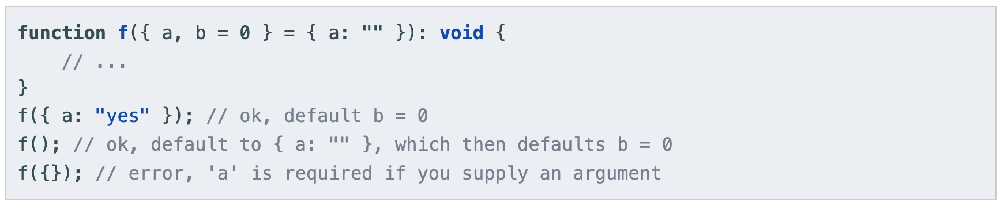 function f({ a, b = 0 } = { a: "" }): void {
    // ...
}
f({ a: "yes" }); // ok, default b = 0
f(); // ok, default to { a: "" }, which then defaults b = 0
f({}); // error, 'a' is required if you supply an argument